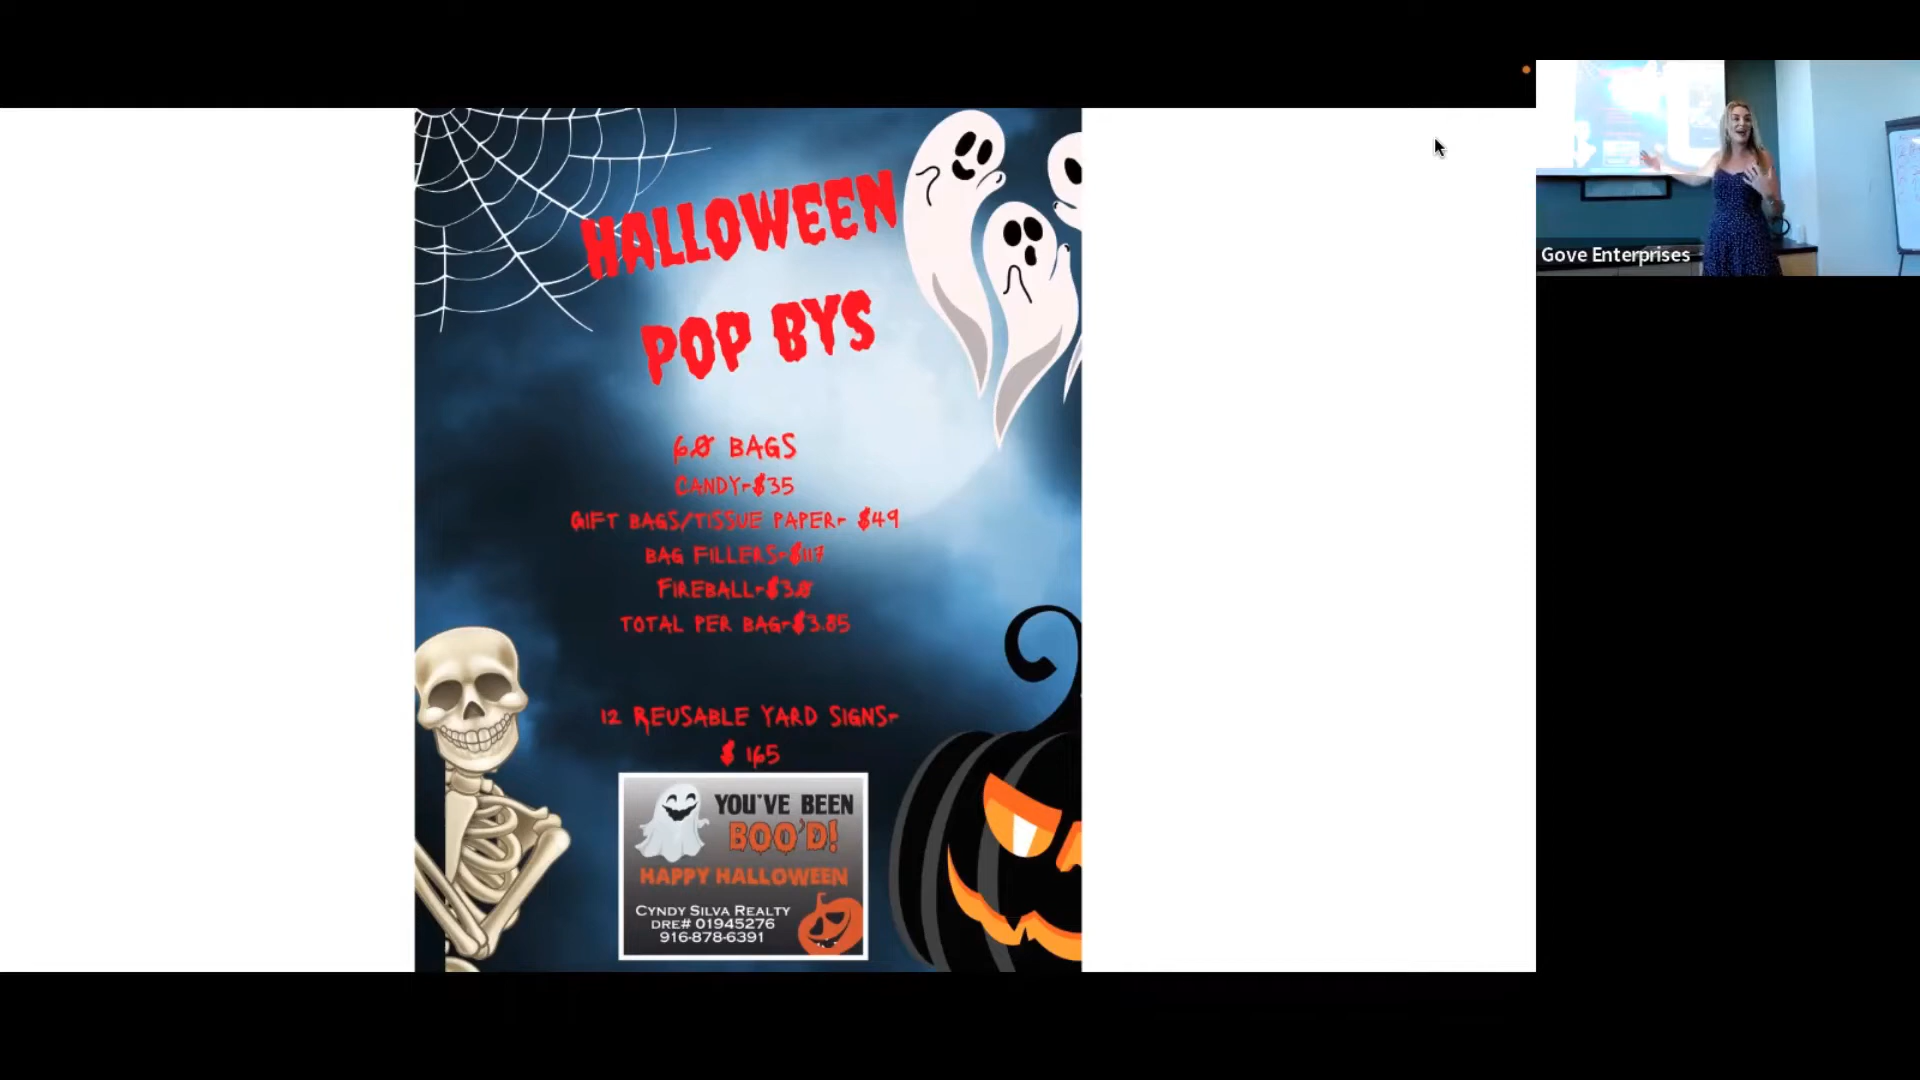 HALLOWEEN
POP BYS
60 BAGS
CANDY-$35
GIFT BAGS/TISSUE PAPER- $49
BAG FILLERS-$117
FIREBALL-$30
TOTAL PER BAG-$3.85
12 REUSABLE YARD SIGNS-
$ 165
YOU'VE BEEN
BOO'D!
HAPPY HALLOWEEN
CYNDY SILVA REALTY
DRE# 01945276
916-878-6391
Gove Enterprises